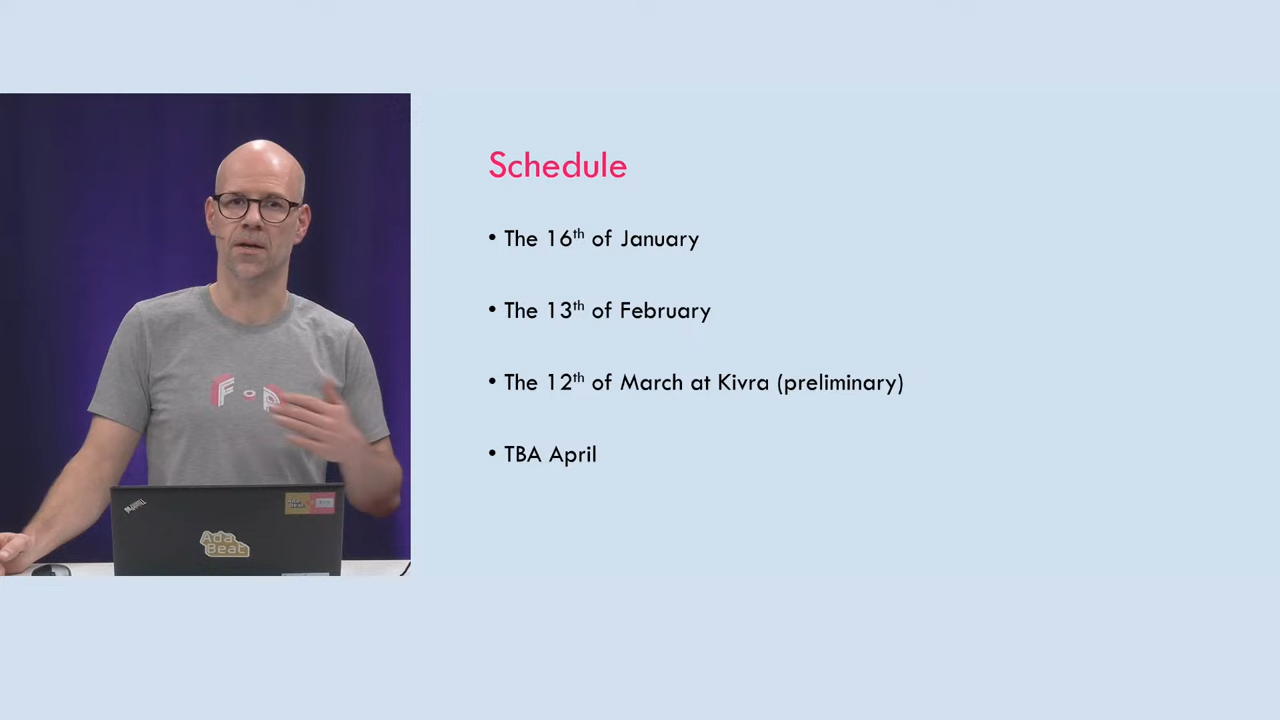 Schedule
• The 16th of January
• The 13th of February
• The 12th of March at Kivra (preliminary)
• TBA April
F o P
Ada
Beat